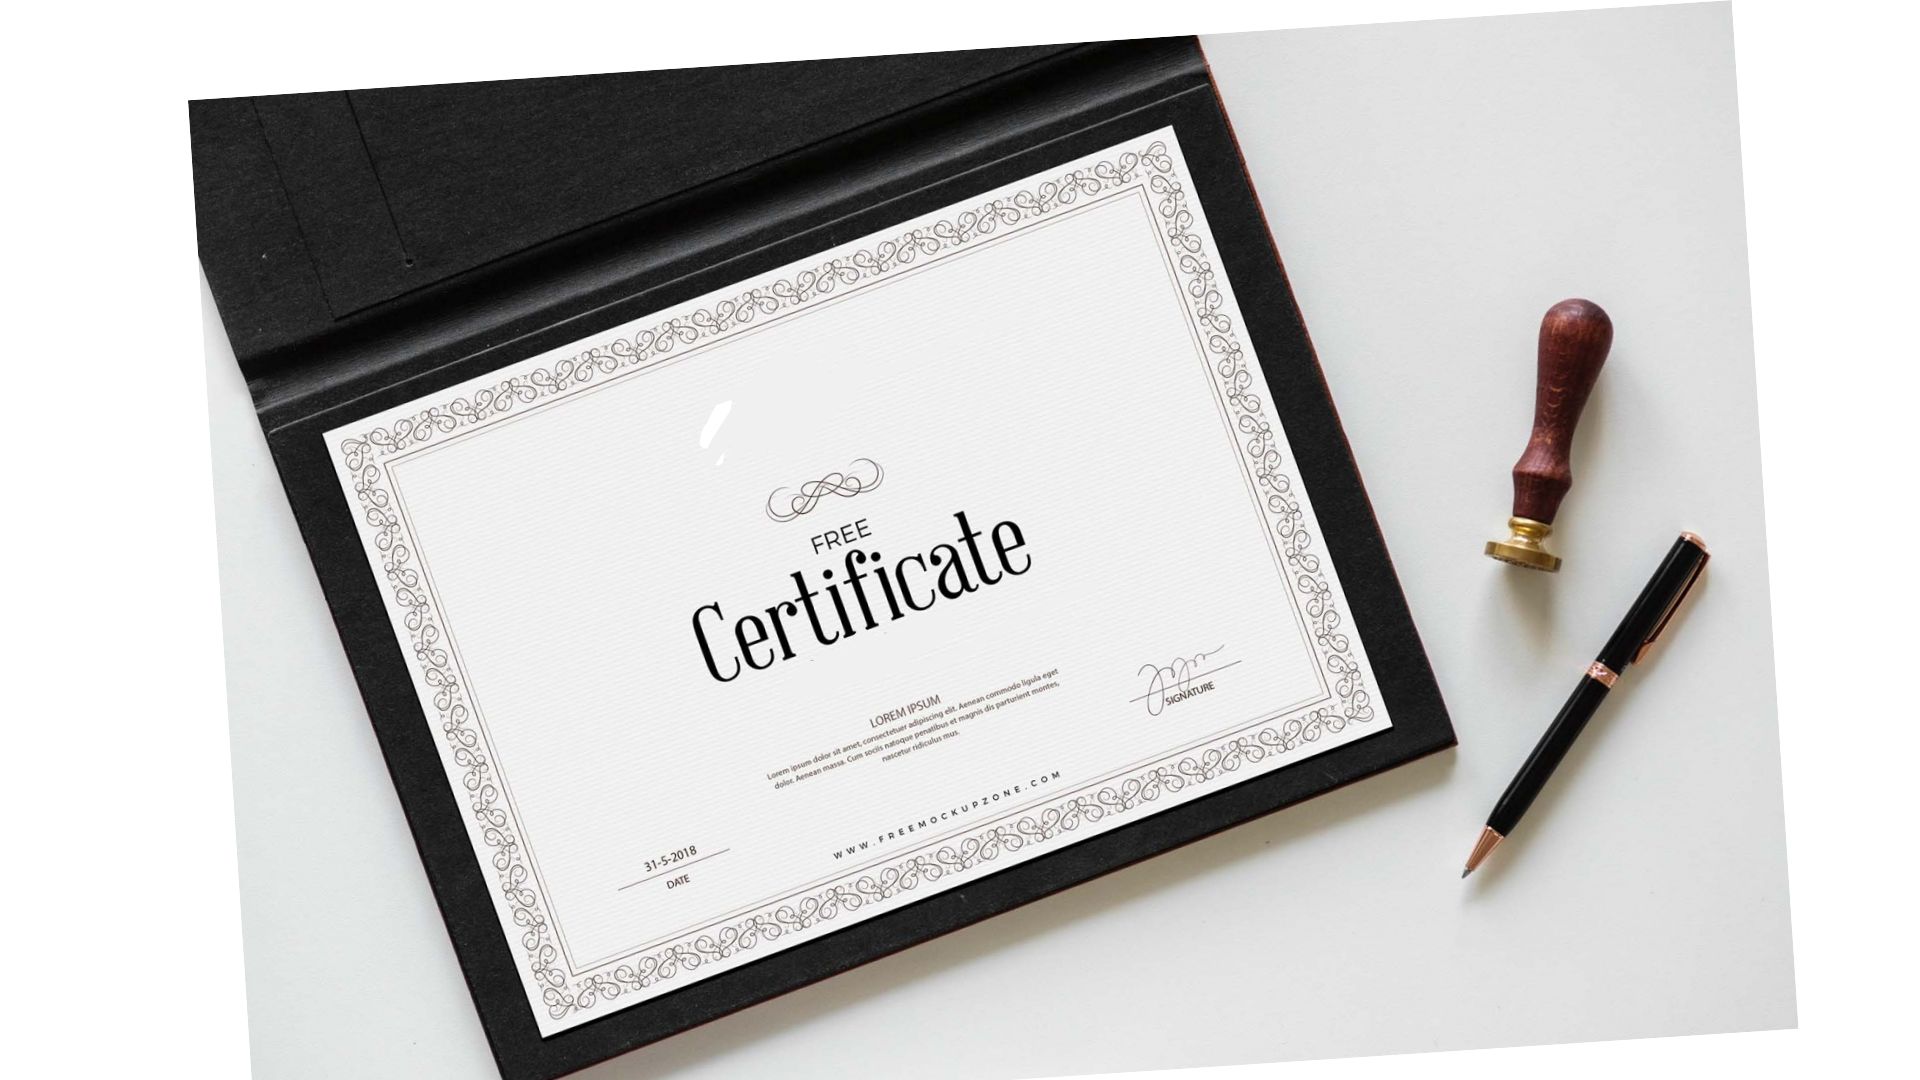 FREE
Certificate
LOREM IPSUM
Lorem ipsum dolor sit amet, consectetuer adipiscing elit. Aenean commodo ligula eget
dolor. Aenean massa. Cum sociis natoque penatibus et magnis dis parturient montes,
nascetur ridiculus mus.
SIGNATURE
31-5-2018
DATE
WWW.FREEMOCKUPZONE.COM